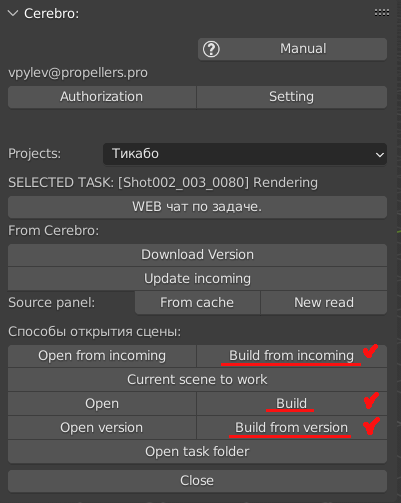 Cerebro:
Manual
vpylev@propellers.pro
Authorization Setting
Projects: Тикабо
SELECTED TASK: [Shot002_003_0080] Rendering
WEB чат по задаче.
From Cerebro:
Download Version
Update incoming
Source panel: From cache New read
Способы открытия сцены:
Open from incoming Build from incoming
Current scene to work
Open Build
Open version Build from version
Open task folder
Close